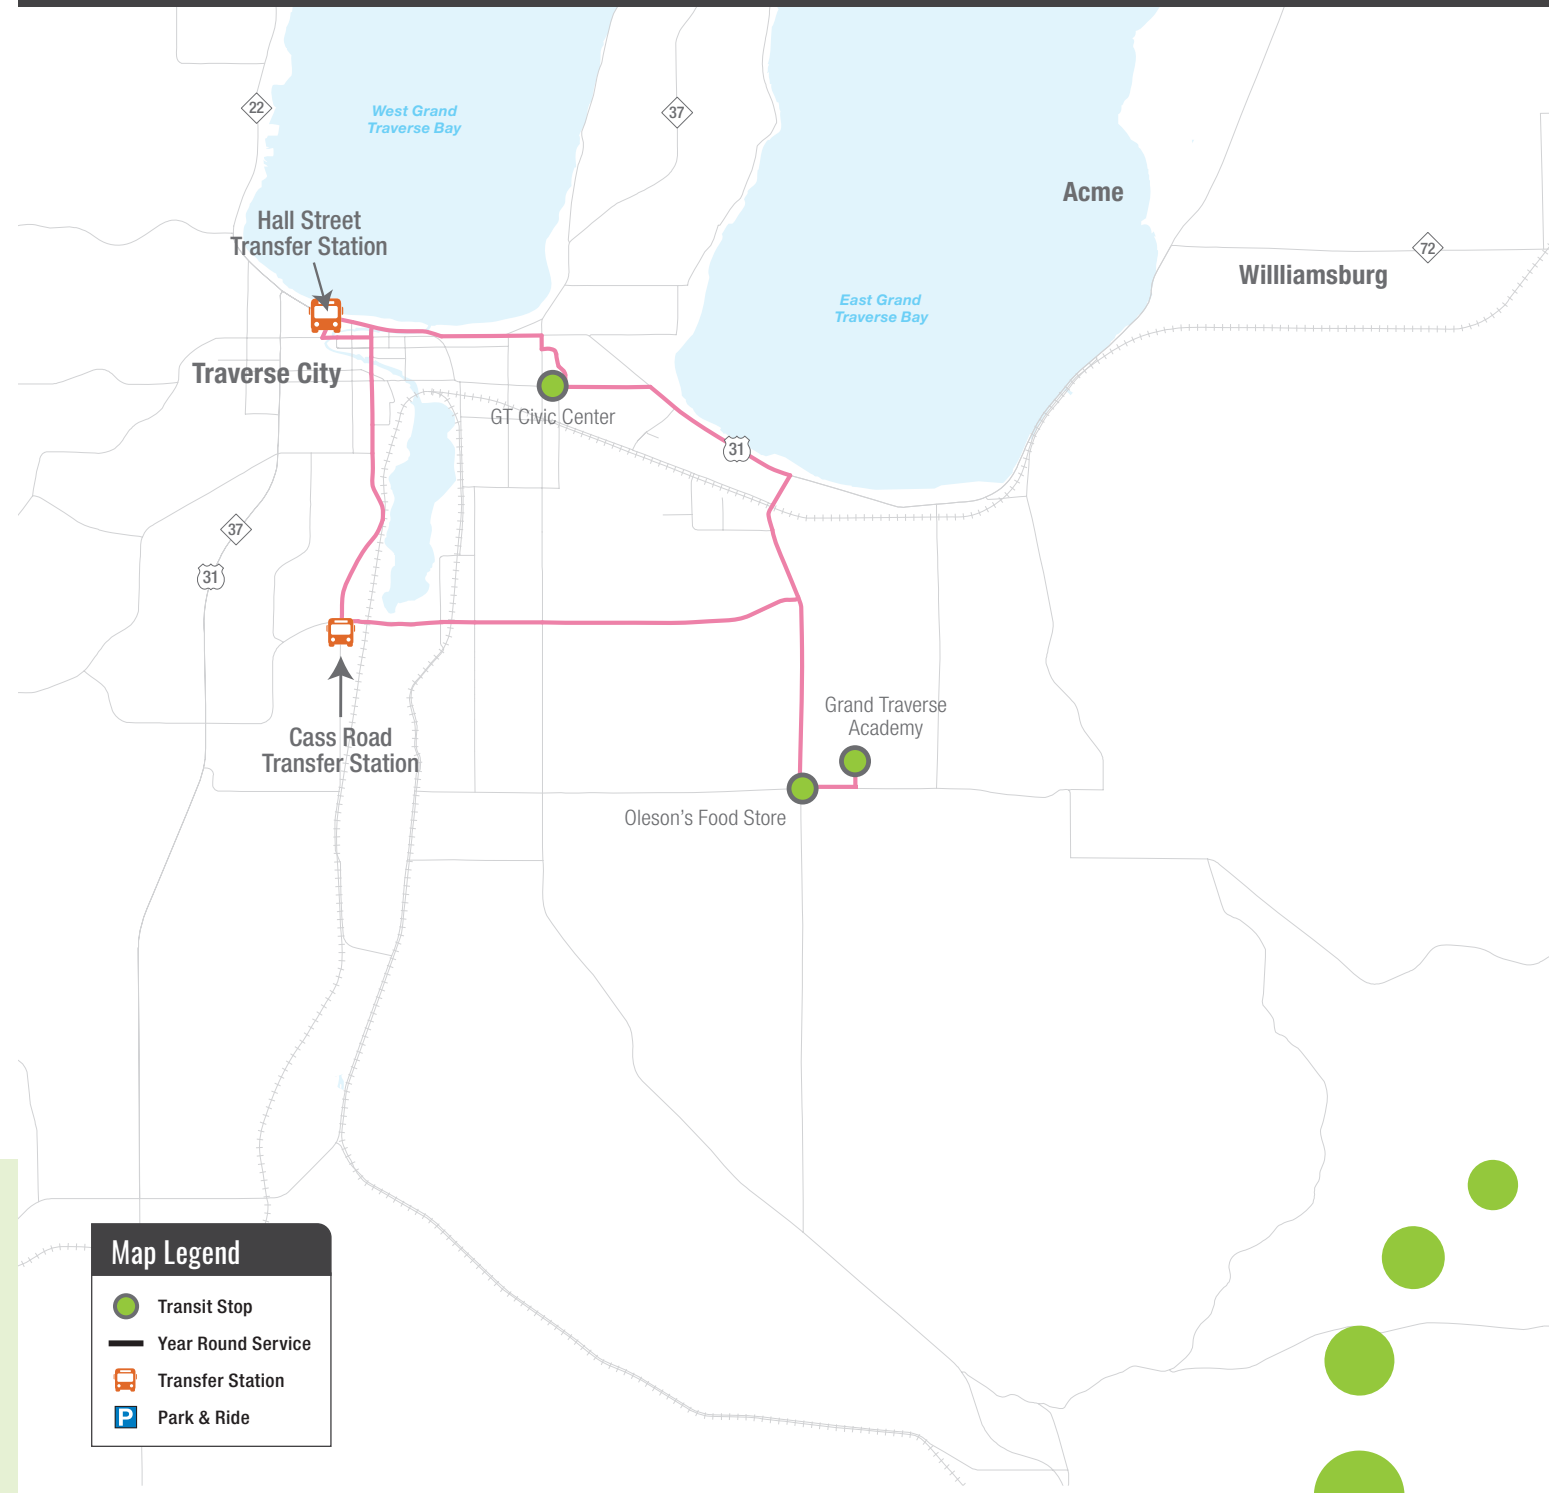 22
West Grand
Traverse Bay
37
Acme
Hall Street
Transfer Station
72
Willliamsburg
East Grand
Traverse Bay
Traverse City
GT Civic Center
31
37
31
Grand Traverse
Academy
Cass Road
Transfer Station
Oleson's Food Store
Map Legend
Transit Stop
Year Round Service
Transfer Station
P
Park & Ride